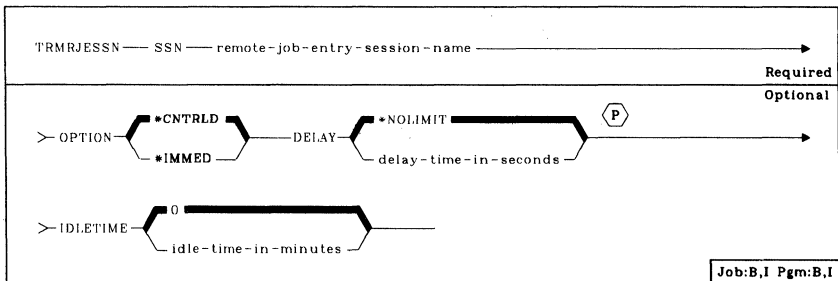 TRMRJESSN SSN remote-job-entry-session-name
Required
Optional
*CNTRLD *NOLIMIT P
> OPTION DELAY
*IMMED delay-time-in-seconds
0
> IDLETIME
idle-time-in-minutes
Job:B,I Pgm:B,I